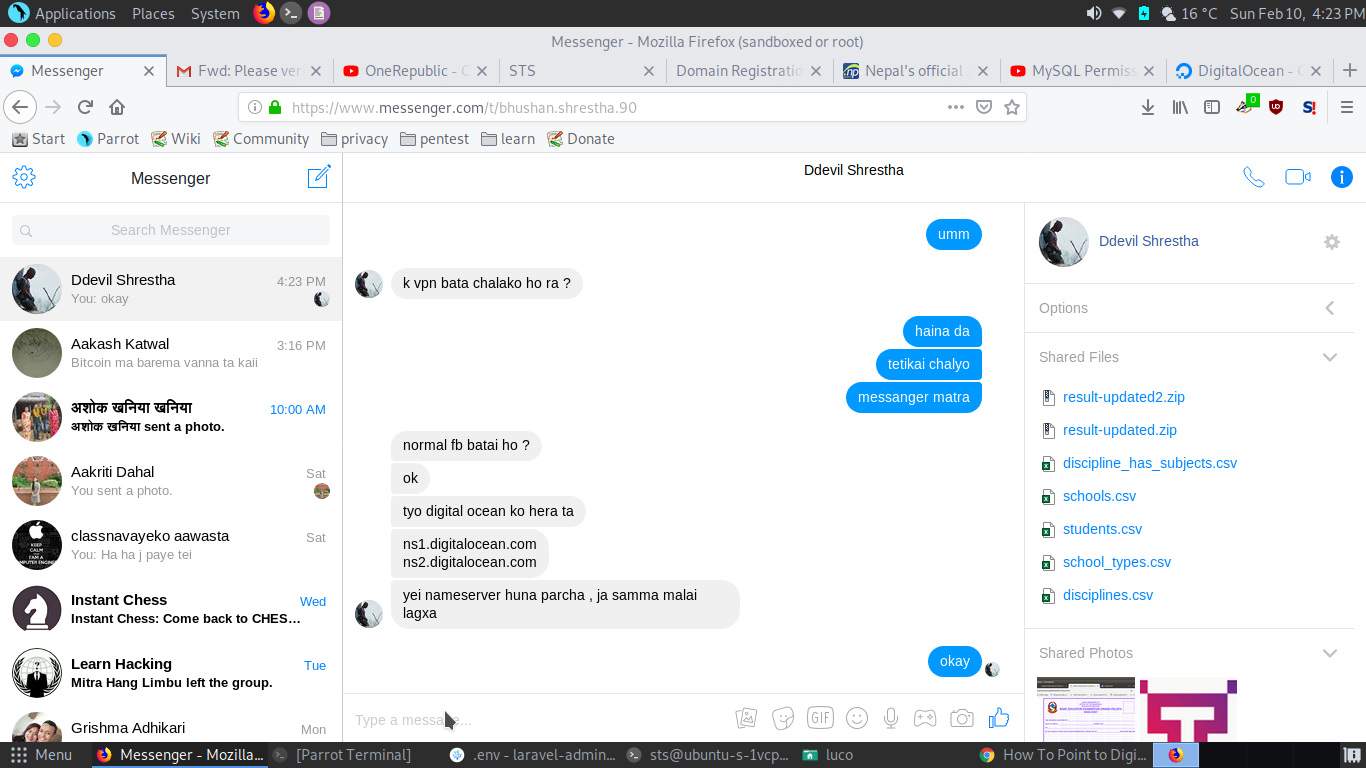 Applications Places System 16 °C Sun Feb 10, 4:23 PM
Messenger - Mozilla Firefox (sandboxed or root)
Messenger Fwd: Please ver OneRepublic - C STS Domain Registratio Nepal's official MySQL Permiss DigitalOcean - C
https://www.messenger.com/t/bhushan.shrestha.90 0 S!
Start Parrot Wiki Community privacy pentest learn Donate
Messenger
Search Messenger
Ddevil Shrestha 4:23 PM
You: okay
Aakash Katwal 3:16 PM
Bitcoin ma barema vanna ta kaii
अशोक खनिया खनिया 10:00 AM
अशोक खनिया sent a photo.
Aakriti Dahal Sat
You sent a photo.
classnavayeko aawasta Sat
You: Ha ha j paye tei
Instant Chess Wed
Instant Chess: Come back to CHES…
Learn Hacking Tue
Mitra Hang Limbu left the group.
Grishma Adhikari Mon
Ddevil Shrestha
umm
k vpn bata chalako ho ra ?
haina da
tetikai chalyo
messanger matra
normal fb batai ho ?
ok
tyo digital ocean ko hera ta
ns1.digitalocean.com
ns2.digitalocean.com
yei nameserver huna parcha , ja samma malai
lagxa
okay
Type a message...
GIF
Ddevil Shrestha
Options
Shared Files
result-updated2.zip
result-updated.zip
discipline_has_subjects.csv
schools.csv
students.csv
school_types.csv
disciplines.csv
Shared Photos
Menu Messenger - Mozilla... [Parrot Terminal] .env - laravel-admin... sts@ubuntu-s-1vcp... luco How To Point to Digi...